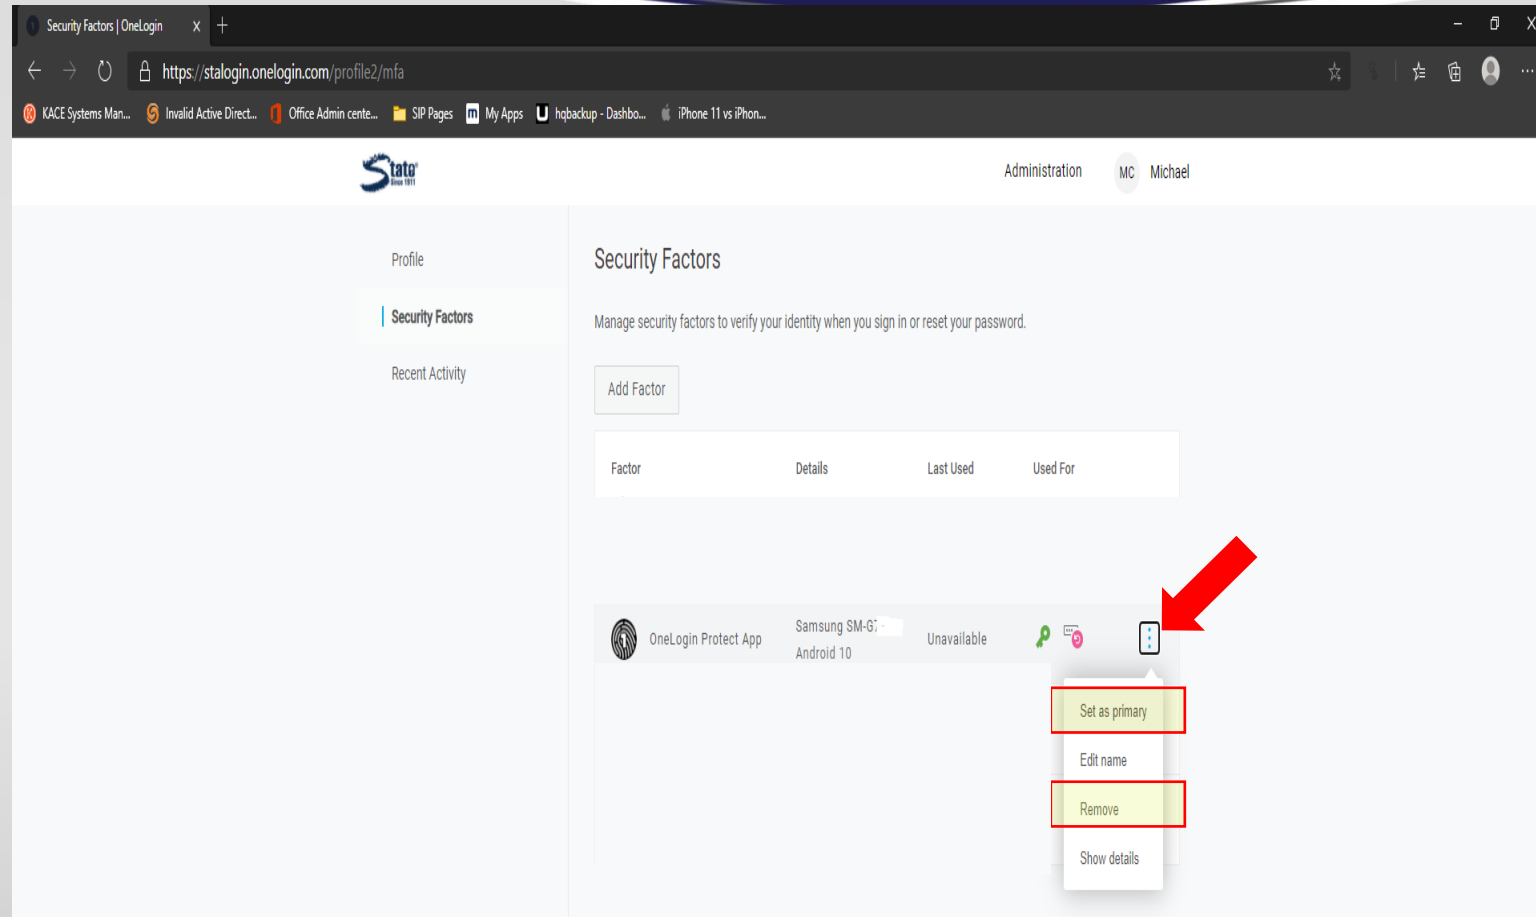 Security Factors | OneLogin
https://stalogin.onelogin.com/profile2/mfa
KACE Systems Man... Invalid Active Direct... Office Admin cente... SIP Pages My Apps hqbackup - Dashbo... iPhone 11 vs iPhon...
Stato
Since 1911
Administration MC Michael
Profile
Security Factors
Recent Activity
Security Factors
Manage security factors to verify your identity when you sign in or reset your password.
Add Factor
Factor Details Last Used Used For
OneLogin Protect App Samsung SM-G7 Unavailable
Android 10
Set as primary
Edit name
Remove
Show details